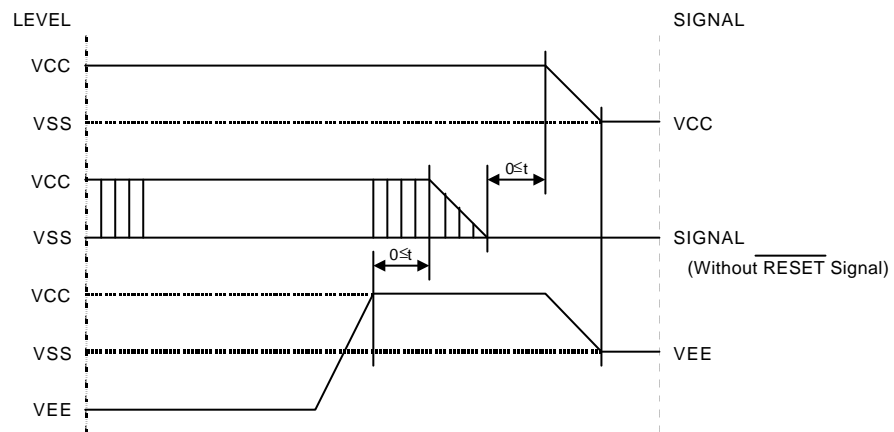 LEVEL SIGNAL
VCC
VSS VCC
VCC 0≤t
VSS SIGNAL
(Without RESET Signal)
0≤t
VCC
VSS VEE
VEE